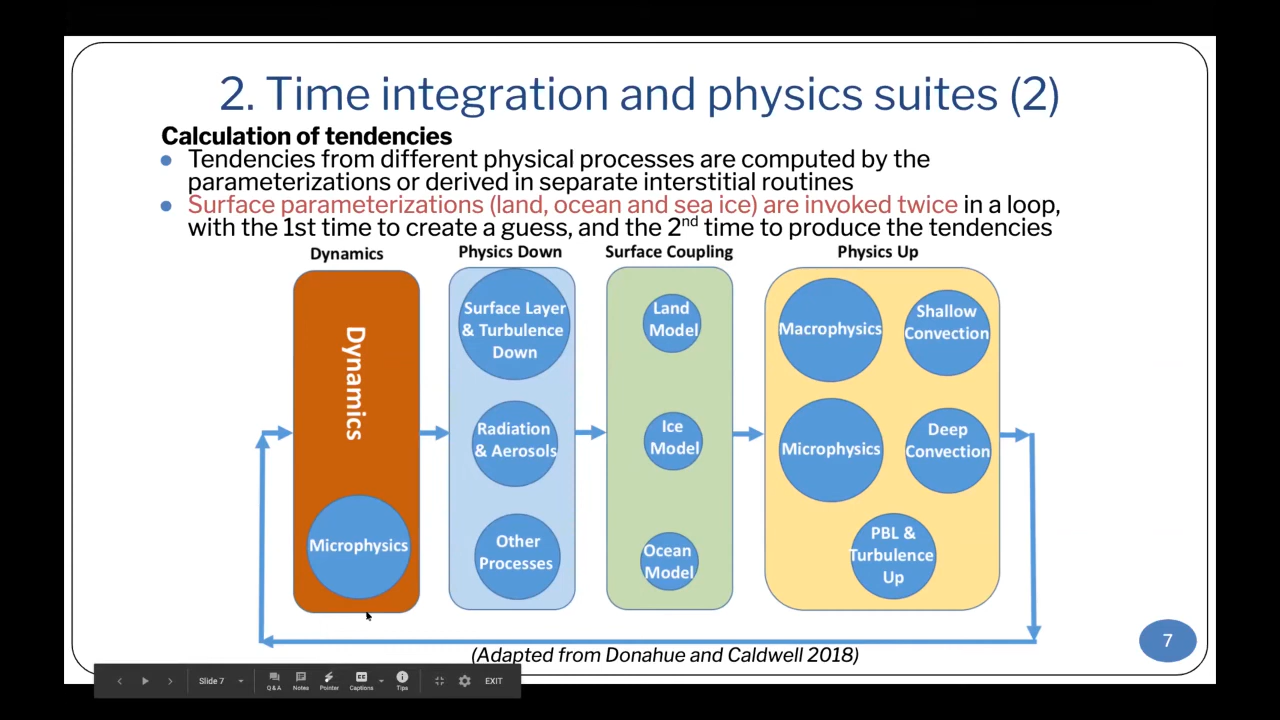 2. Time integration and physics suites (2)
Calculation of tendencies
Tendencies from different physical processes are computed by the
parameterizations or derived in separate interstitial routines
Surface parameterizations (land, ocean and sea ice) are invoked twice in a loop,
with the 1st time to create a guess, and the 2nd time to produce the tendencies
Dynamics
Physics Down
Surface Coupling
Physics Up
Dynamics
Microphysics
Surface Layer
& Turbulence
Down
Radiation
& Aerosols
Other
Processes
Land
Model
Ice
Model
Ocean
Model
Macrophysics
Shallow
Convection
Microphysics
Deep
Convection
PBL &
Turbulence
Up
(Adapted from Donahue and Caldwell 2018)
7
Slide 7
Q&A
Notes
Pointer
Captions
Tips
EXIT